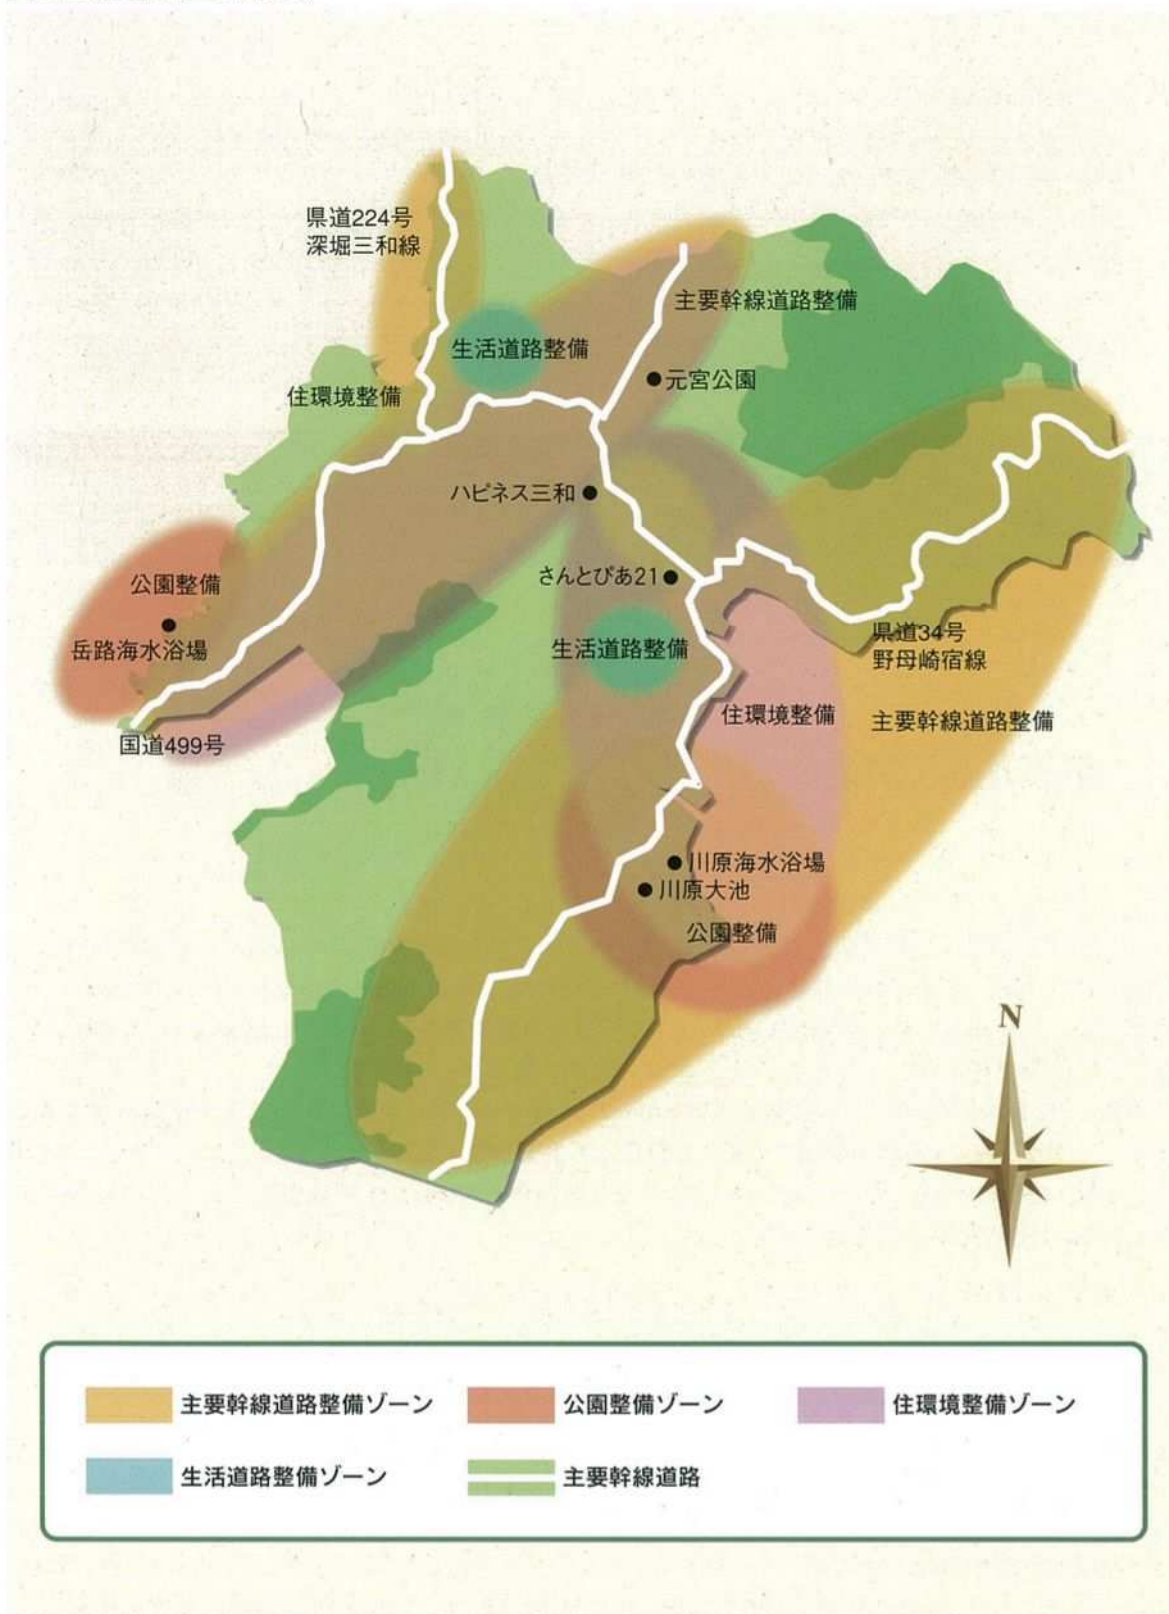 県道224号
深堀三和線
主要幹線道路整備
生活道路整備
元宮公園
住環境整備
ハピネス三和
さんとぴあ21
公園整備
岳路海水浴場
生活道路整備
県道34号
野母崎宿線
住環境整備
主要幹線道路整備
国道499号
川原海水浴場
川原大池
公園整備
N
主要幹線道路整備ゾーン
公園整備ゾーン
住環境整備ゾーン
生活道路整備ゾーン
主要幹線道路